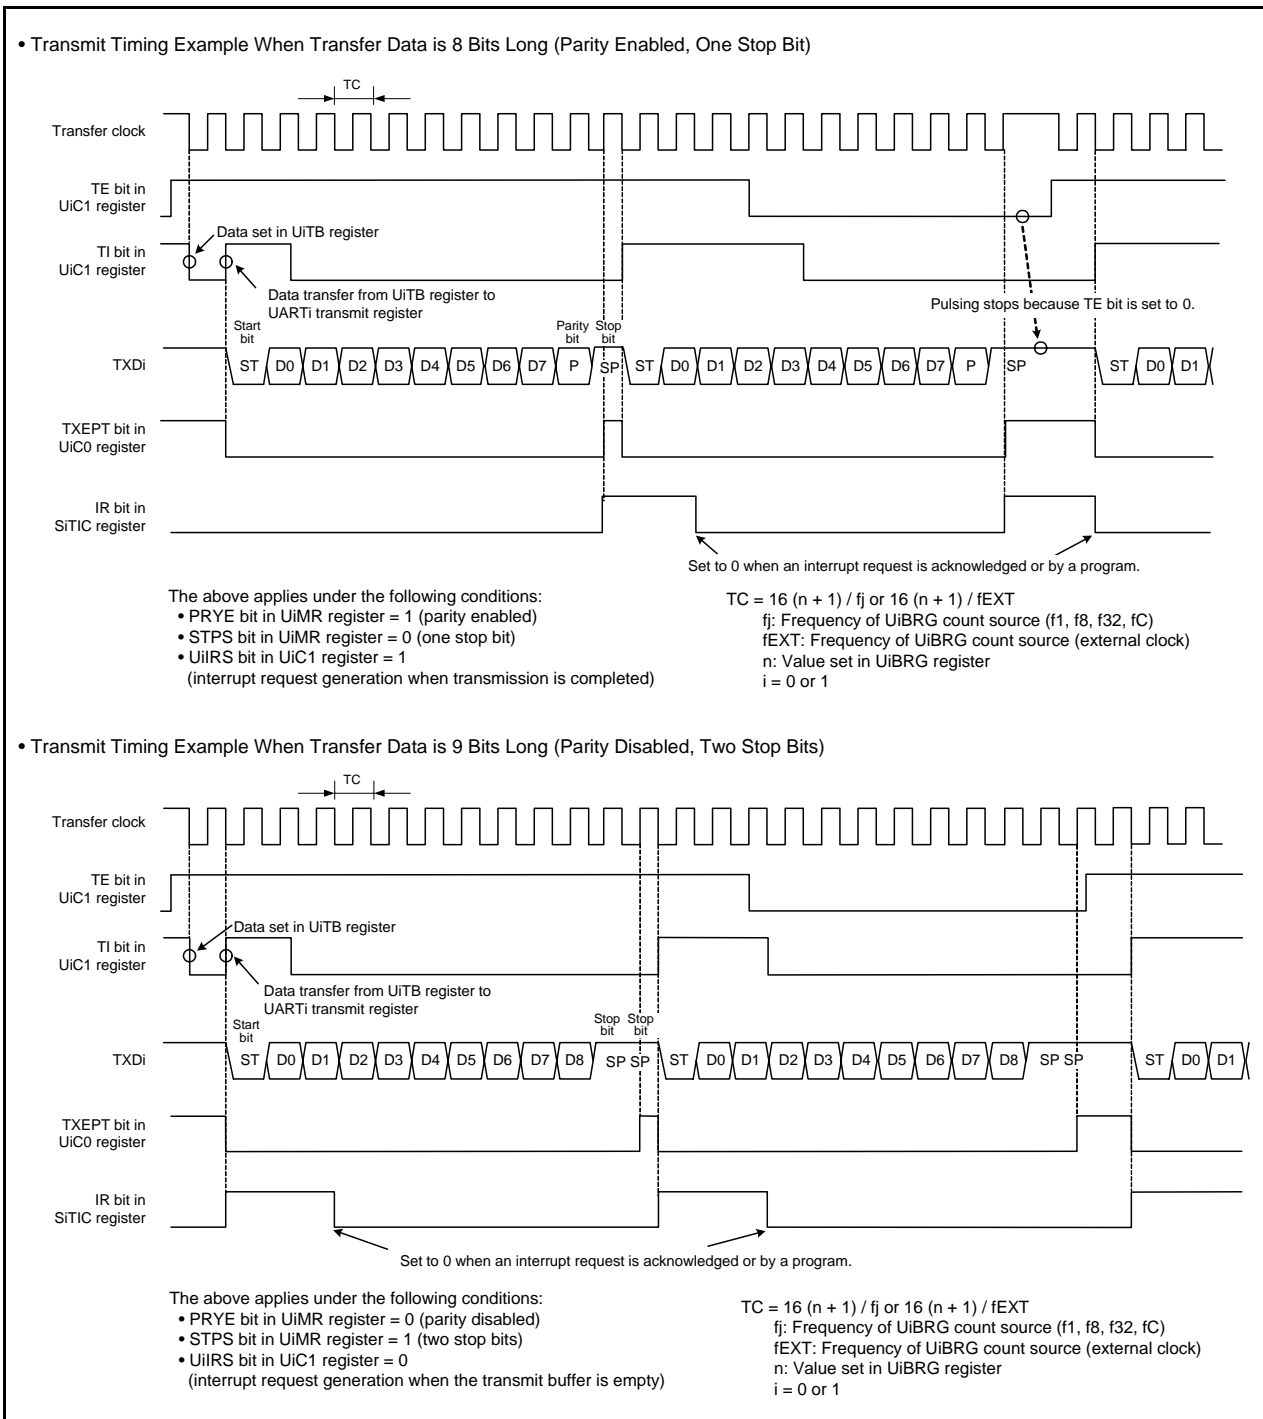 • Transmit Timing Example When Transfer Data is 8 Bits Long (Parity Enabled, One Stop Bit)
TC
Transfer clock
TE bit in
UiC1 register
Data set in UiTB register
TI bit in
UiC1 register
Data transfer from UiTB register to
UARTi transmit register
Pulsing stops because TE bit is set to 0.
Start
bit
Parity
bit
Stop
bit
TXDi
ST D0 D1 D2 D3 D4 D5 D6 D7 P SP ST D0 D1 D2 D3 D4 D5 D6 D7 P SP ST D0 D1
TXEPT bit in
UiC0 register
IR bit in
SiTIC register
Set to 0 when an interrupt request is acknowledged or by a program.
The above applies under the following conditions:
• PRYE bit in UiMR register = 1 (parity enabled)
• STPS bit in UiMR register = 0 (one stop bit)
• UiIRS bit in UiC1 register = 1
(interrupt request generation when transmission is completed)
TC = 16 (n + 1) / fj or 16 (n + 1) / fEXT
fj: Frequency of UiBRG count source (f1, f8, f32, fC)
fEXT: Frequency of UiBRG count source (external clock)
n: Value set in UiBRG register
i = 0 or 1
• Transmit Timing Example When Transfer Data is 9 Bits Long (Parity Disabled, Two Stop Bits)
TC
Transfer clock
TE bit in
UiC1 register
Data set in UiTB register
TI bit in
UiC1 register
Data transfer from UiTB register to
UARTi transmit register
Start
bit
Stop
bit
Stop
bit
TXDi
ST D0 D1 D2 D3 D4 D5 D6 D7 D8 SP SP ST D0 D1 D2 D3 D4 D5 D6 D7 D8 SP SP ST D0 D1
TXEPT bit in
UiC0 register
IR bit in
SiTIC register
Set to 0 when an interrupt request is acknowledged or by a program.
The above applies under the following conditions:
• PRYE bit in UiMR register = 0 (parity disabled)
• STPS bit in UiMR register = 1 (two stop bits)
• UiIRS bit in UiC1 register = 0
(interrupt request generation when the transmit buffer is empty)
TC = 16 (n + 1) / fj or 16 (n + 1) / fEXT
fj: Frequency of UiBRG count source (f1, f8, f32, fC)
fEXT: Frequency of UiBRG count source (external clock)
n: Value set in UiBRG register
i = 0 or 1